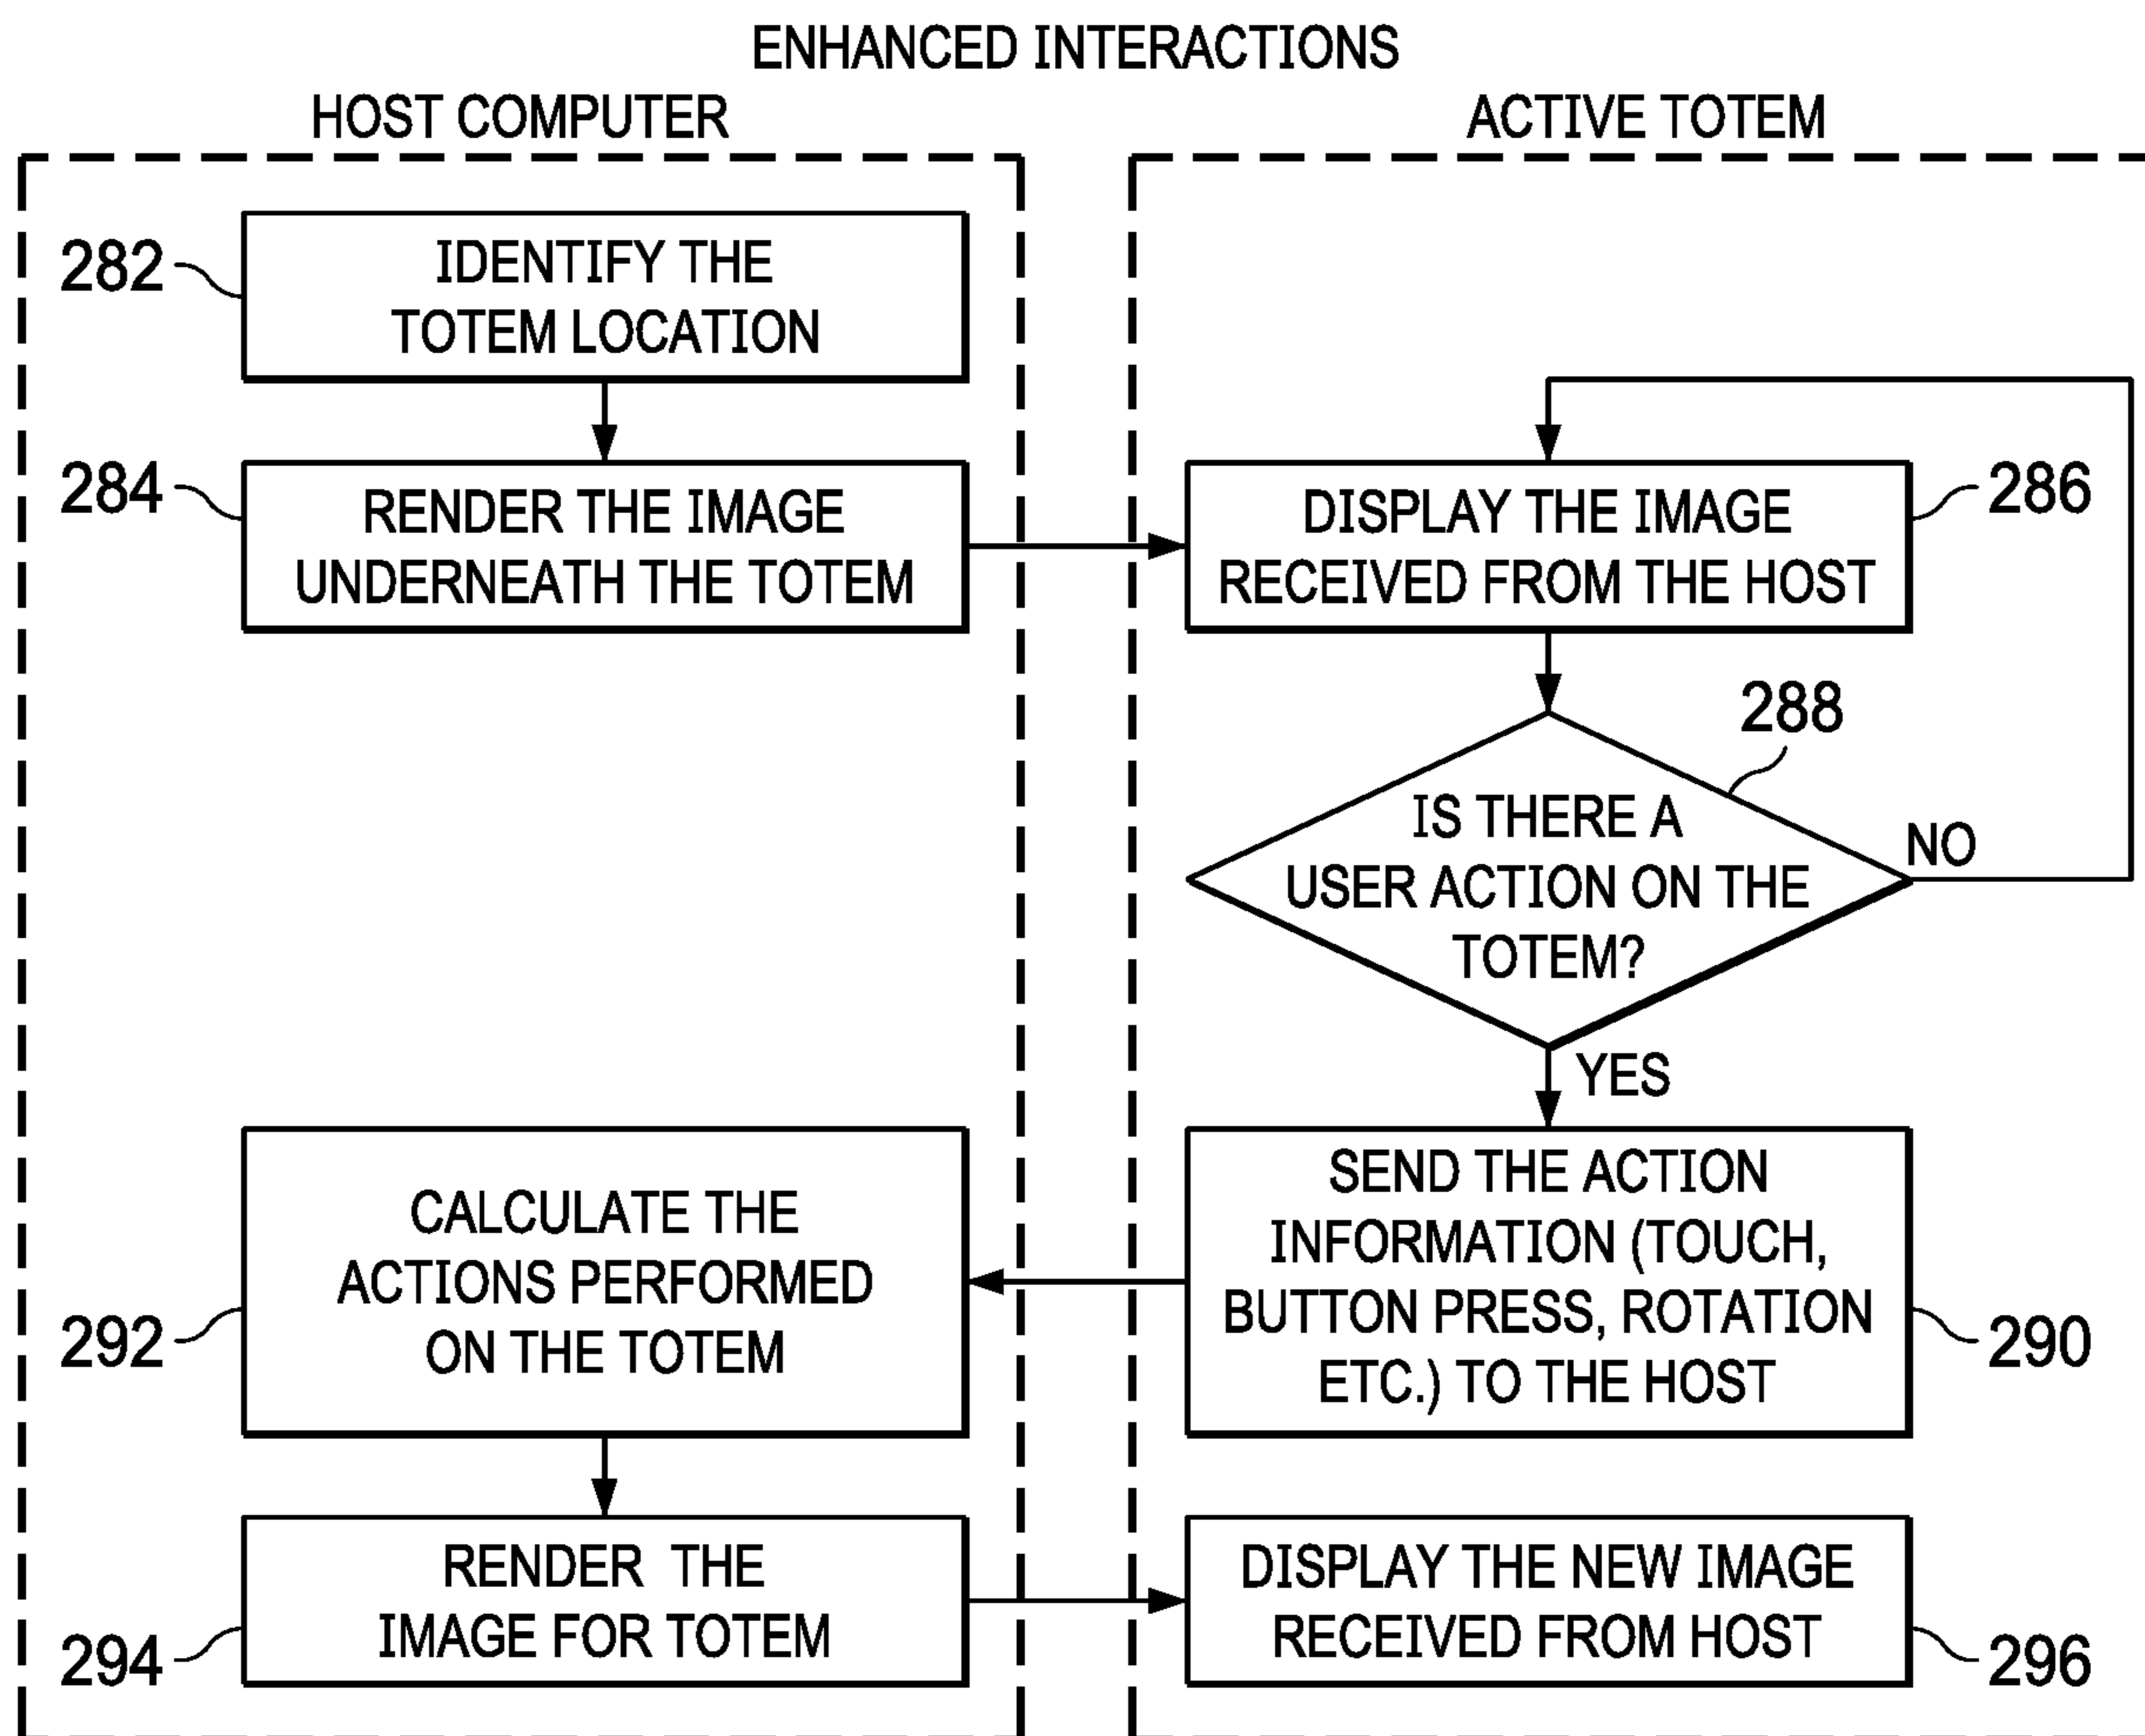 ENHANCED INTERACTIONS
HOST COMPUTER
ACTIVE TOTEM
282
IDENTIFY THE
TOTEM LOCATION
284
RENDER THE IMAGE
UNDERNEATH THE TOTEM
DISPLAY THE IMAGE
RECEIVED FROM THE HOST
286
288
IS THERE A
USER ACTION ON THE
TOTEM?
NO
YES
SEND THE ACTION
INFORMATION (TOUCH,
BUTTON PRESS, ROTATION
ETC.) TO THE HOST
290
CALCULATE THE
ACTIONS PERFORMED
ON THE TOTEM
292
RENDER THE
IMAGE FOR TOTEM
294
DISPLAY THE NEW IMAGE
RECEIVED FROM HOST
296